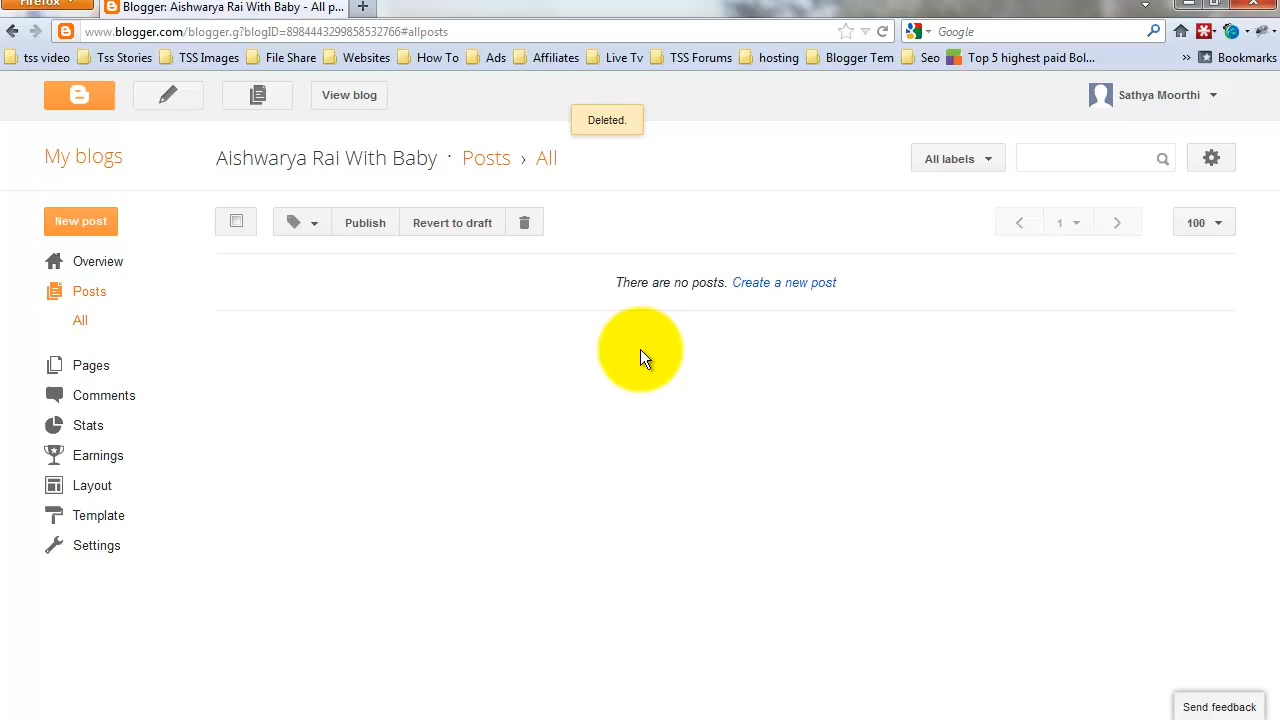 Firefox
Blogger: Aishwarya Rai With Baby - All p...
www.blogger.com/blogger.g?blogID=8984443299858532766#allposts
Google
tss video TSS Stories TSS Images File Share Websites How To Ads Affiliates Live Tv TSS Forums hosting Blogger Tem Seo Top 5 highest paid Bol... » Bookmarks
View blog
Sathya Moorthi
Deleted.
My blogs
Aishwarya Rai With Baby · Posts › All
All labels
New post
Publish
Revert to draft
1
100
Overview
There are no posts. Create a new post
Posts
All
Pages
Comments
Stats
Earnings
Layout
Template
Settings
Send feedback